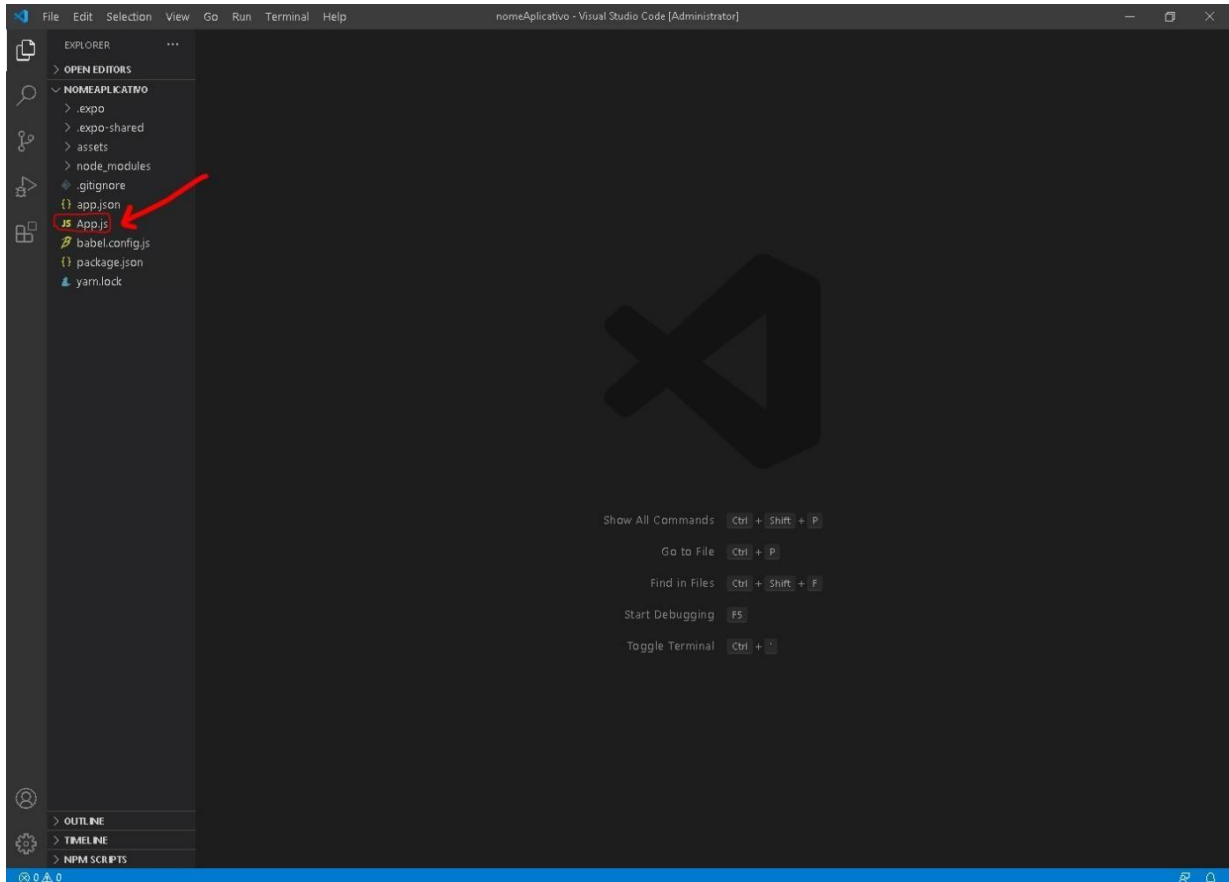 File Edit Selection View Go Run Terminal Help
nomeAplicativo - Visual Studio Code [Administrator]
EXPLORER
OPEN EDITORS
NOMEAPLICATIVO
.expo
.expo-shared
assets
node_modules
.gitignore
{} app.json
JS App.js
babel.config.js
{} package.json
yarn.lock
Show All Commands Ctrl + Shift + P
Go to File Ctrl + P
Find in Files Ctrl + Shift + F
Start Debugging F5
Toggle Terminal Ctrl + '
OUTLINE
TIMELINE
NPM SCRIPTS
0 0